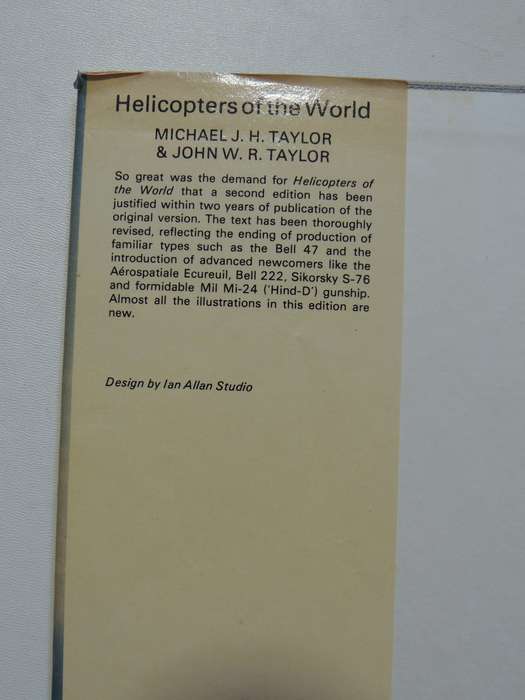 Helicopters of the World
MICHAEL J. H. TAYLOR
& JOHN W. R. TAYLOR
So great was the demand for Helicopters of
the World that a second edition has been
justified within two years of publication of the
original version. The text has been thoroughly
revised, reflecting the ending of production of
familiar types such as the Bell 47 and the
introduction of advanced newcomers like the
Aérospatiale Ecureuil, Bell 222, Sikorsky S-76
and formidable Mil Mi-24 ('Hind-D') gunship.
Almost all the illustrations in this edition are
new.
Design by Ian Allan Studio